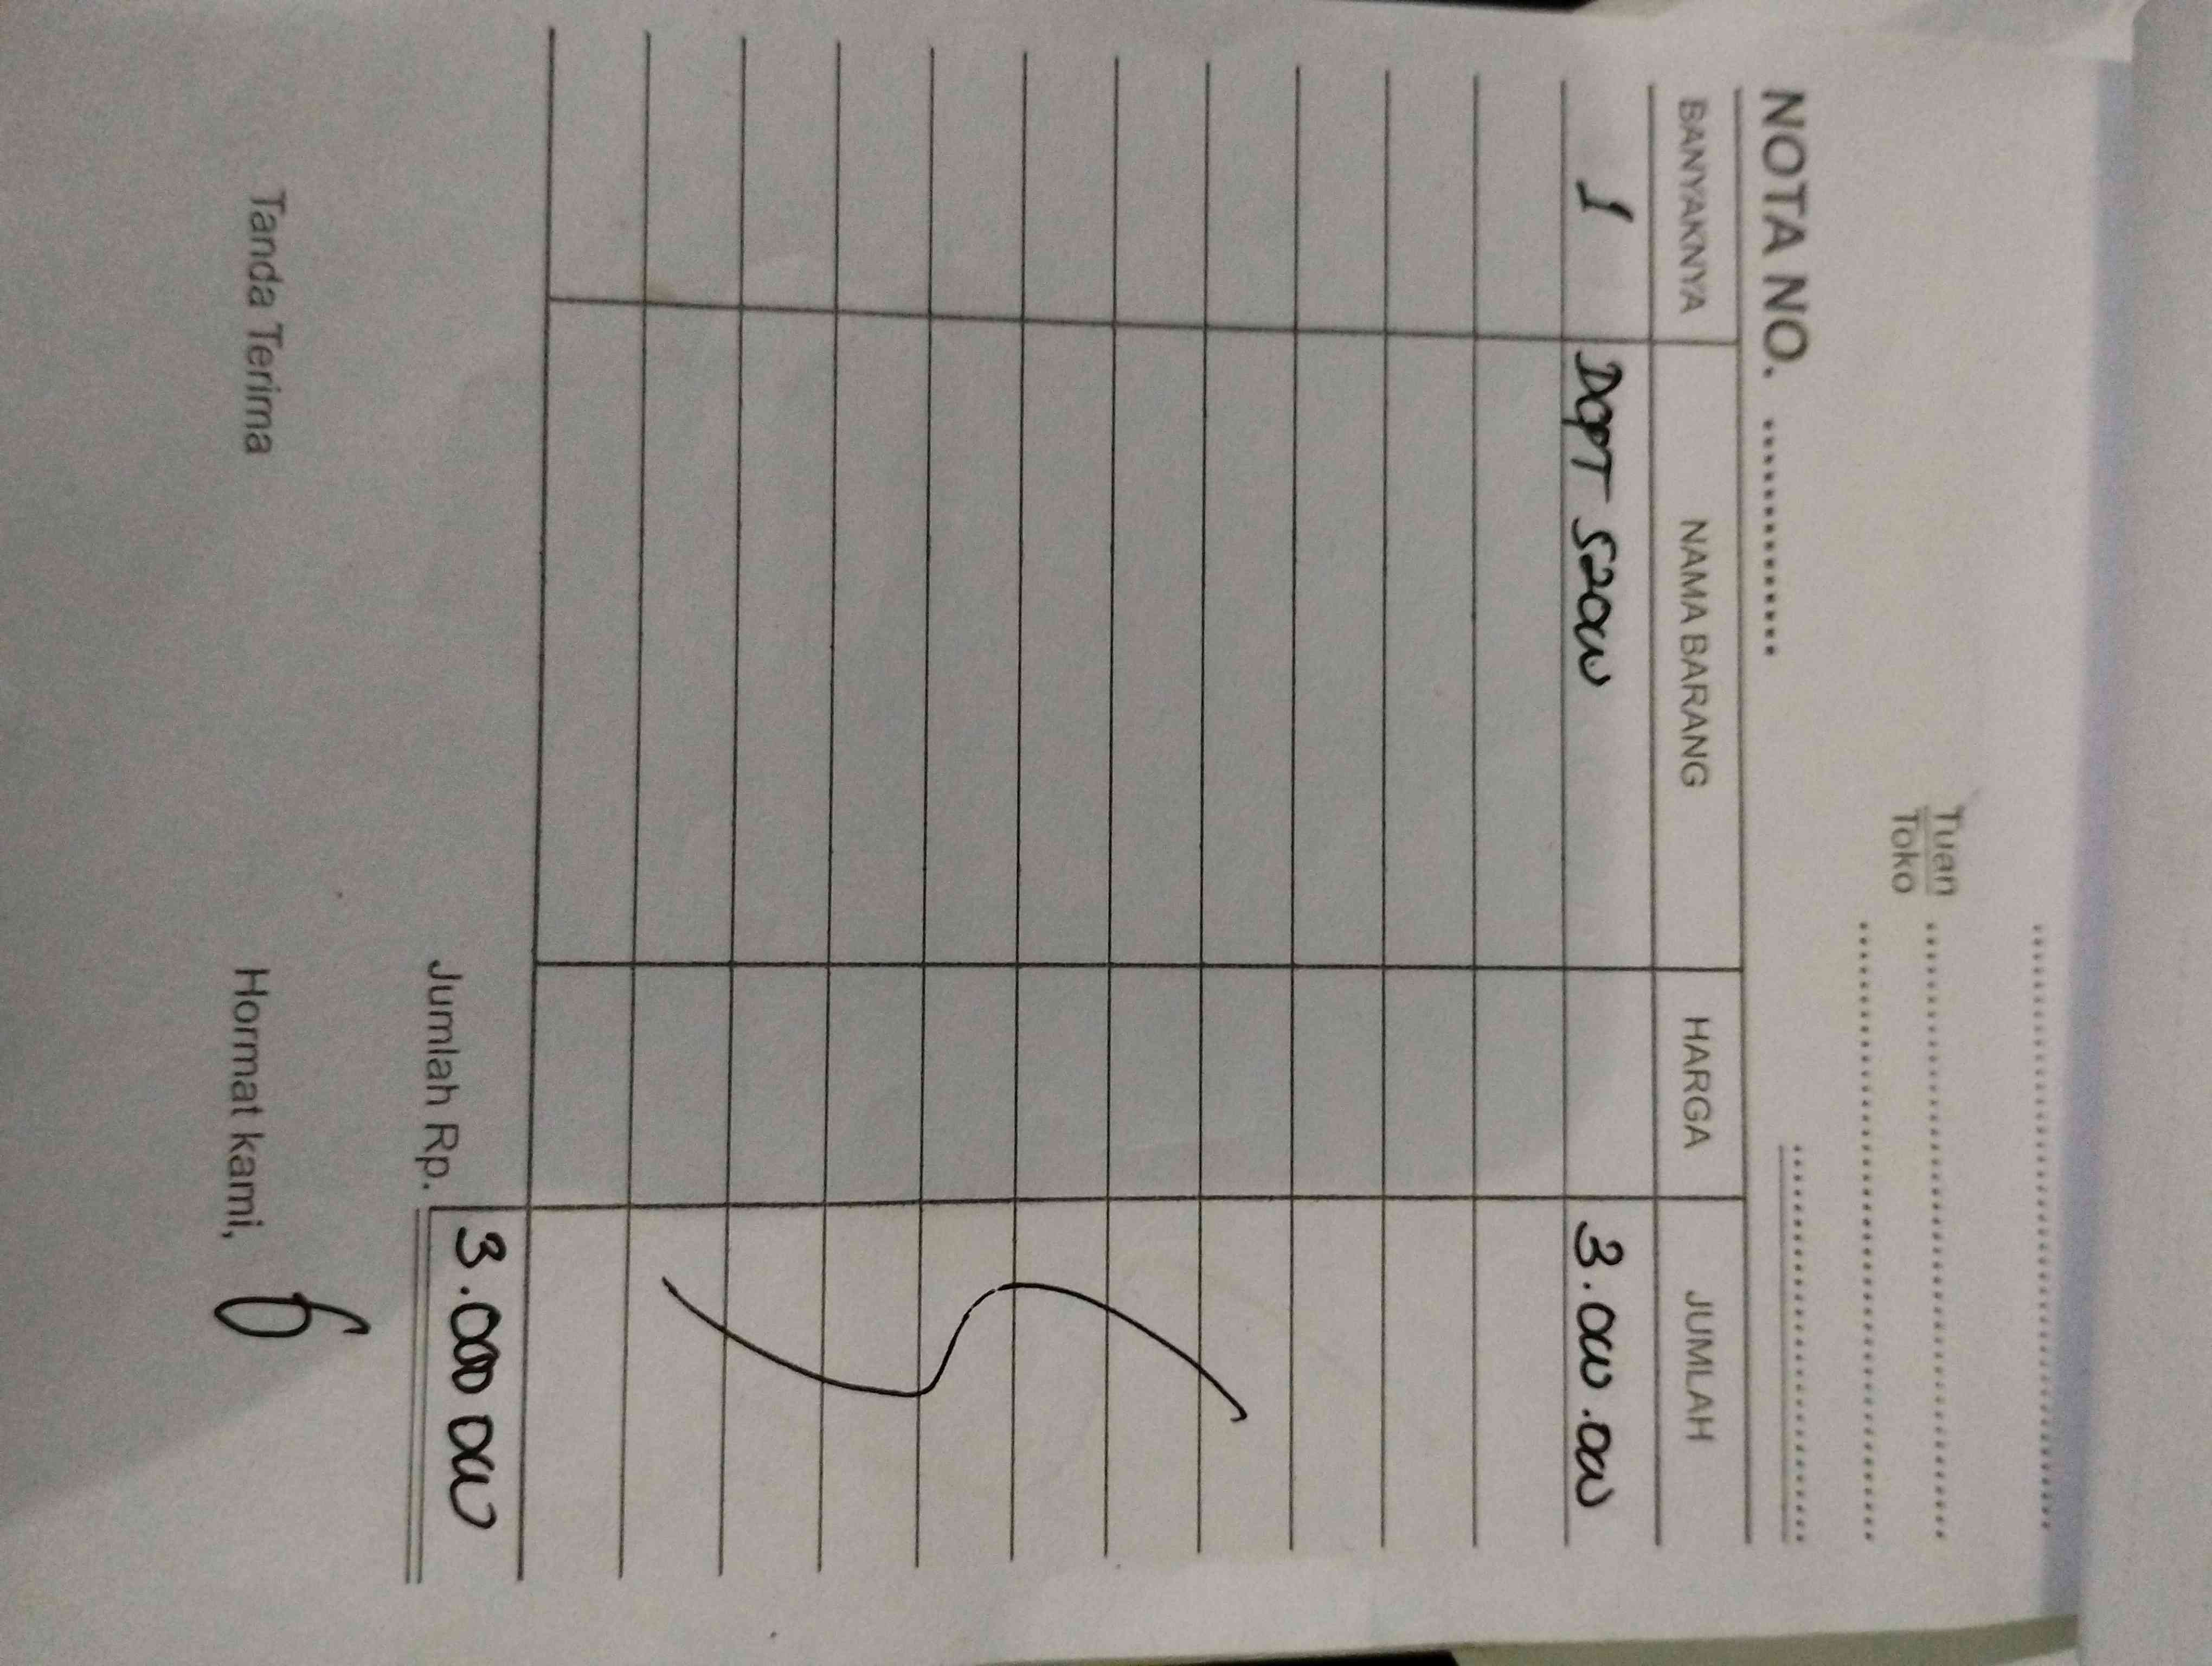 Tuan
Toko
NOTA NO.
BANYAKNYA NAMA BARANG HARGA JUMLAH
1 DQPT 5200 3.000.000
Jumlah Rp. 3.000 000
Tanda Terima Hormat kami,